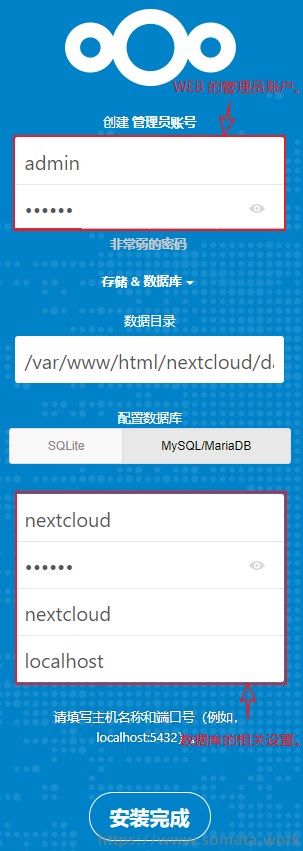 WEB 的管理员账户。
创建 管理员账号
admin
••••••
非常弱的密码
存储 & 数据库
数据目录
/var/www/html/nextcloud/da
配置数据库
SQLite MySQL/MariaDB
nextcloud
••••••
nextcloud
localhost
请填写主机名称和端口号（例如，
localhost:5432）。
数据库的相关设置。
安装完成
https://www.somata.work